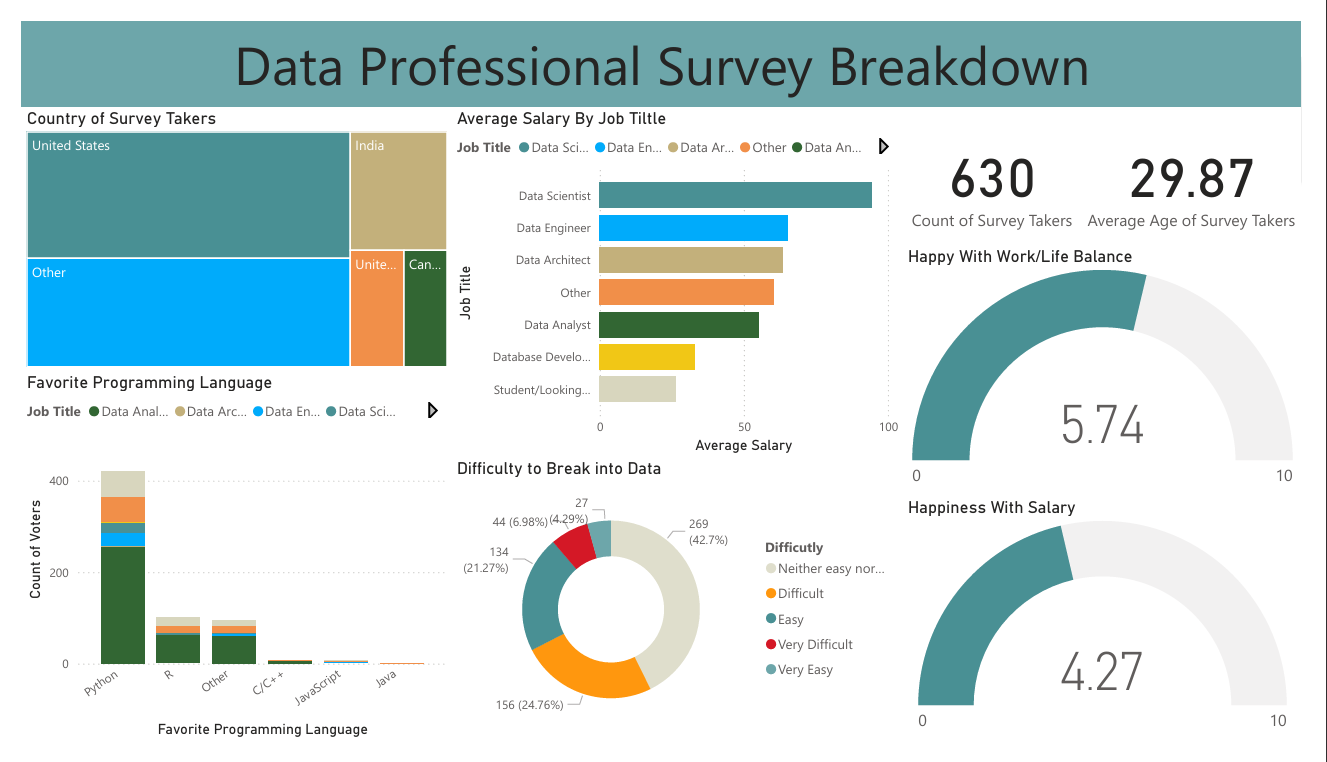 Data Professional Survey Breakdown
Country of Survey Takers
United States
India
Other
Unite...
Can...
Average Salary By Job Tiltle
Job Title Data Sci... Data En... Data Ar... Other Data An...
Job Title
Data Scientist
Data Engineer
Data Architect
Other
Data Analyst
Database Develo...
Student/Looking...
0 50 100
Average Salary
630
Count of Survey Takers
29.87
Average Age of Survey Takers
Happy With Work/Life Balance
5.74
0 10
Favorite Programming Language
Job Title Data Anal... Data Arc... Data En... Data Sci...
Count of Voters
400
200
0
Python R Other C/C++ JavaScript Java
Favorite Programming Language
Difficulty to Break into Data
27
(4.29%)
44 (6.98%)
134
(21.27%)
269
(42.7%)
156 (24.76%)
Difficutly
Neither easy nor...
Difficult
Easy
Very Difficult
Very Easy
Happiness With Salary
4.27
0 10